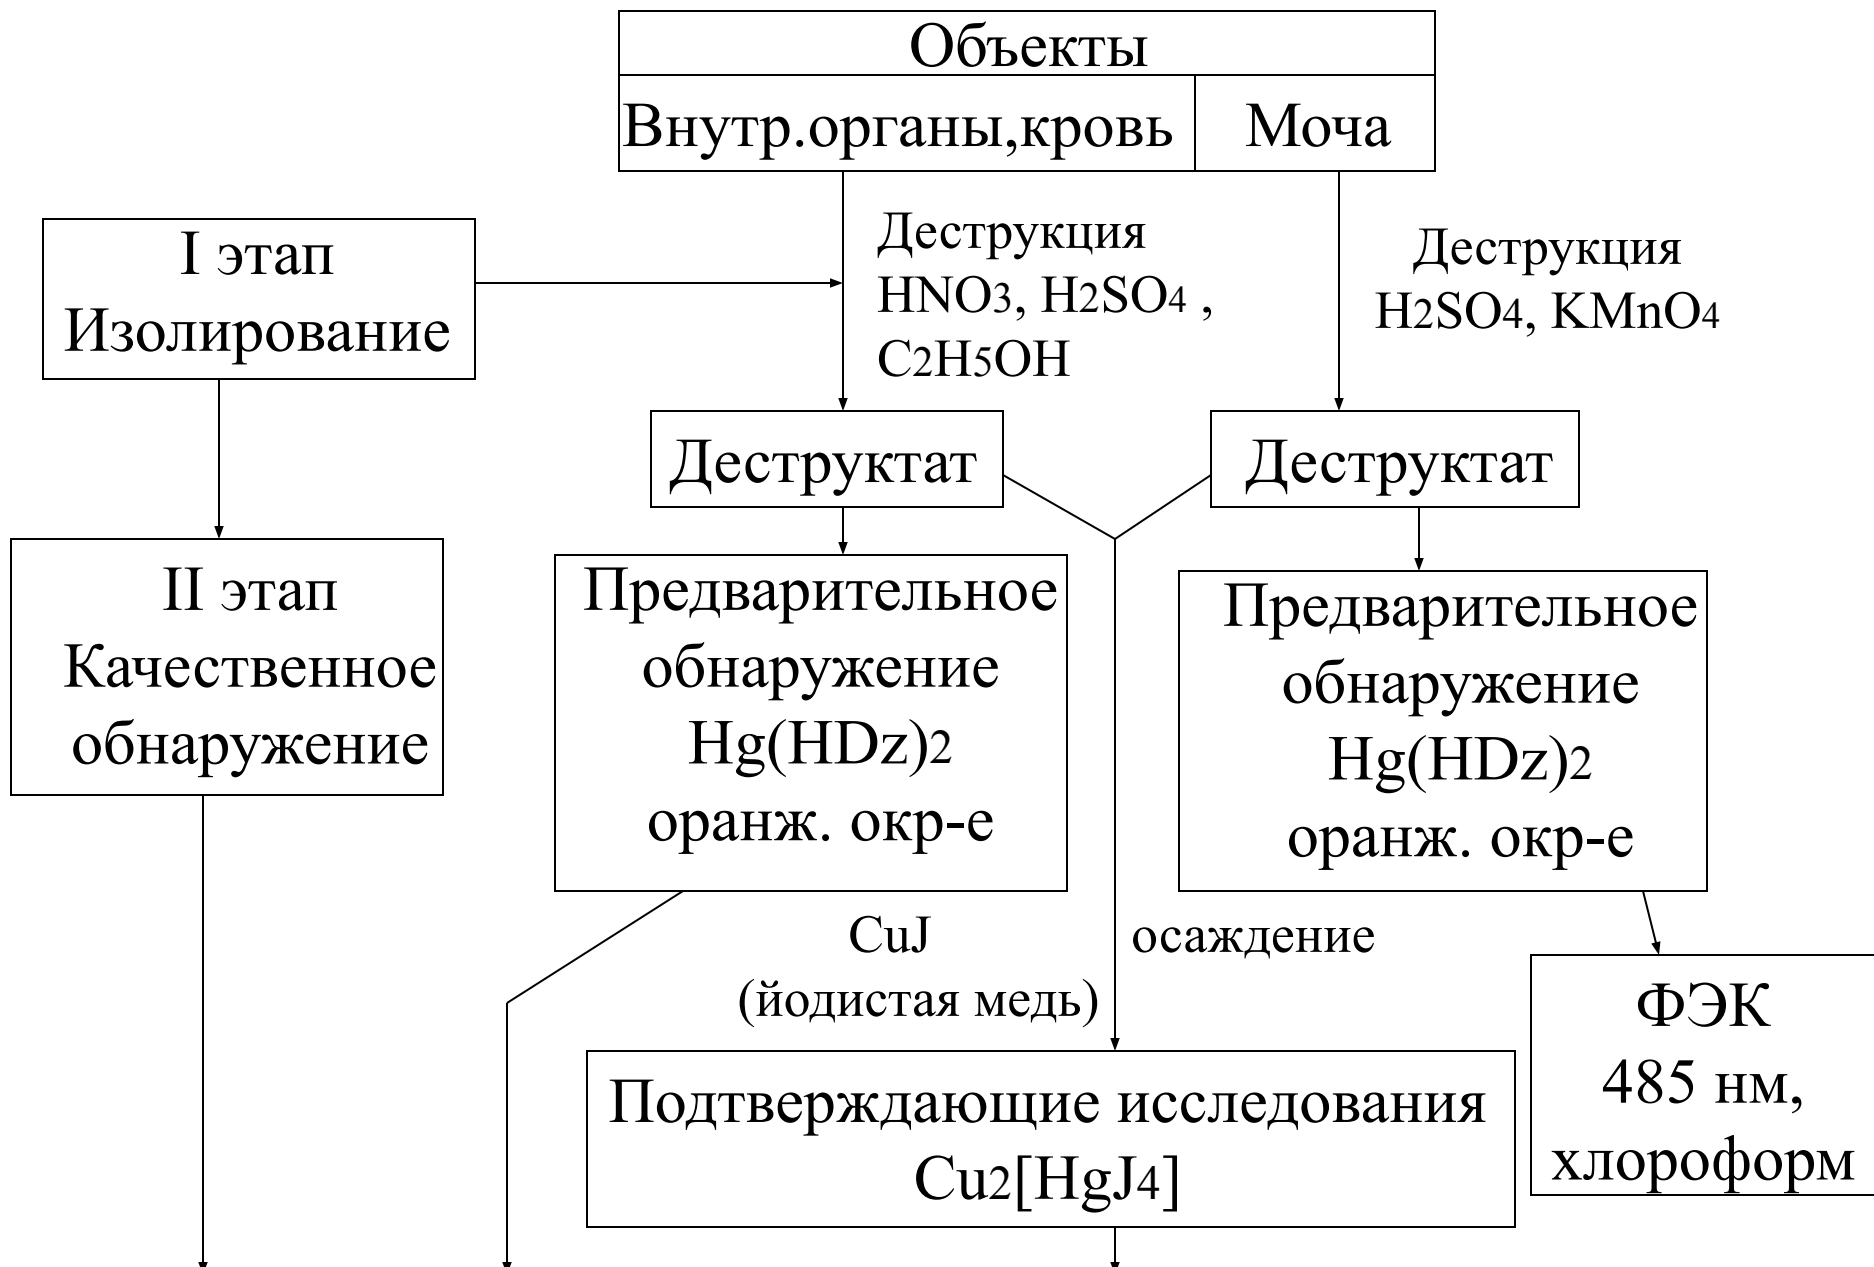 Объекты
Внутр.органы,кровь
Моча
I этап
Изолирование
Деструкция
HNO3, H2SO4 ,
C2H5OH
Деструкция
H2SO4, KMnO4
Деструктат
Деструктат
II этап
Качественное
обнаружение
Предварительное
обнаружение
Hg(HDz)2
оранж. окр-е
Предварительное
обнаружение
Hg(HDz)2
оранж. окр-е
CuJ
(йодистая медь)
осаждение
ФЭК
485 нм,
хлороформ
Подтверждающие исследования
Cu2[HgJ4]